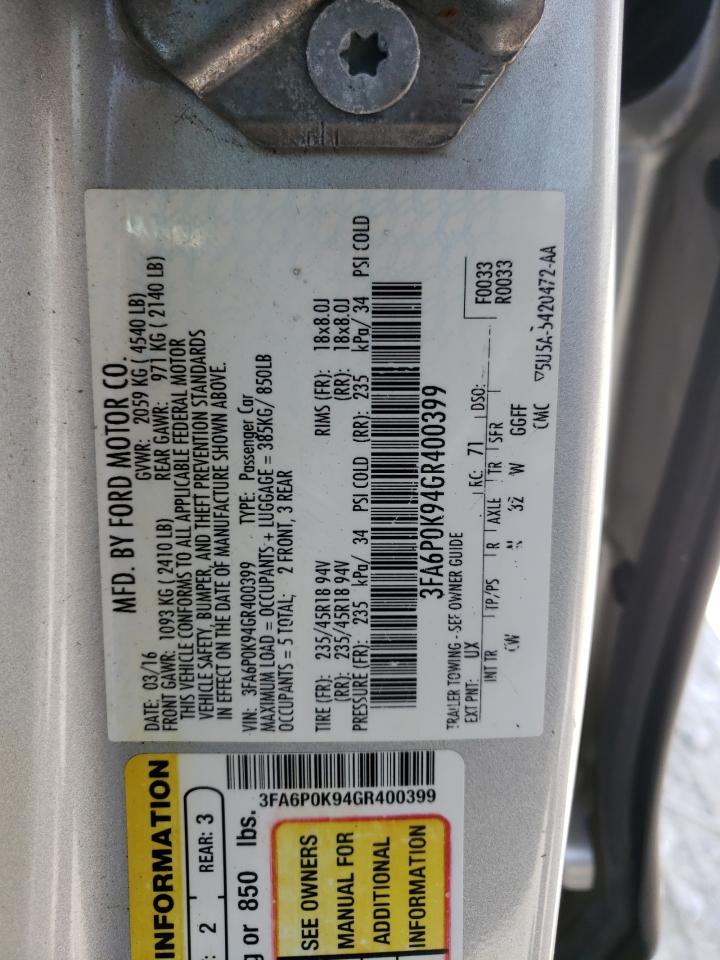 MFD. BY FORD MOTOR CO.
DATE: 03/16 GVWR: 2059 KG ( 4540 LB)
FRONT GAWR: 1093 KG ( 2410 LB) REAR GAWR: 971 KG ( 2140 LB)
THIS VEHICLE CONFORMS TO ALL APPLICABLE FEDERAL MOTOR
VEHICLE SAFETY, BUMPER, AND THEFT PREVENTION STANDARDS
IN EFFECT ON THE DATE OF MANUFACTURE SHOWN ABOVE.
VIN: 3FA6P0K94GR400399 TYPE: Passenger Car
MAXIMUM LOAD = OCCUPANTS + LUGGAGE = 385KG/ 850LB
OCCUPANTS = 5 TOTAL; 2 FRONT, 3 REAR
TIRE (FR): 235/45R18 94V RIMS (FR): 18x8.0J
(RR): 235/45R18 94V (RR): 18x8.0J
PRESSURE (FR): 235 kPa/ 34 PSI COLD (RR): 235 kPa/ 34 PSI COLD
3FA6P0K94GR400399
TRAILER TOWING - SEE OWNER GUIDE
F0033
R0033
EXT PNT: UX RC: 71 DSO:
INT TR TP/PS R AXLE TR SFR
CW 32 W GGFF
CMC
3FA6P0K94GR400399
INFORMATION
2 REAR: 3
or 850 lbs.
SEE OWNERS
MANUAL FOR
ADDITIONAL
INFORMATION